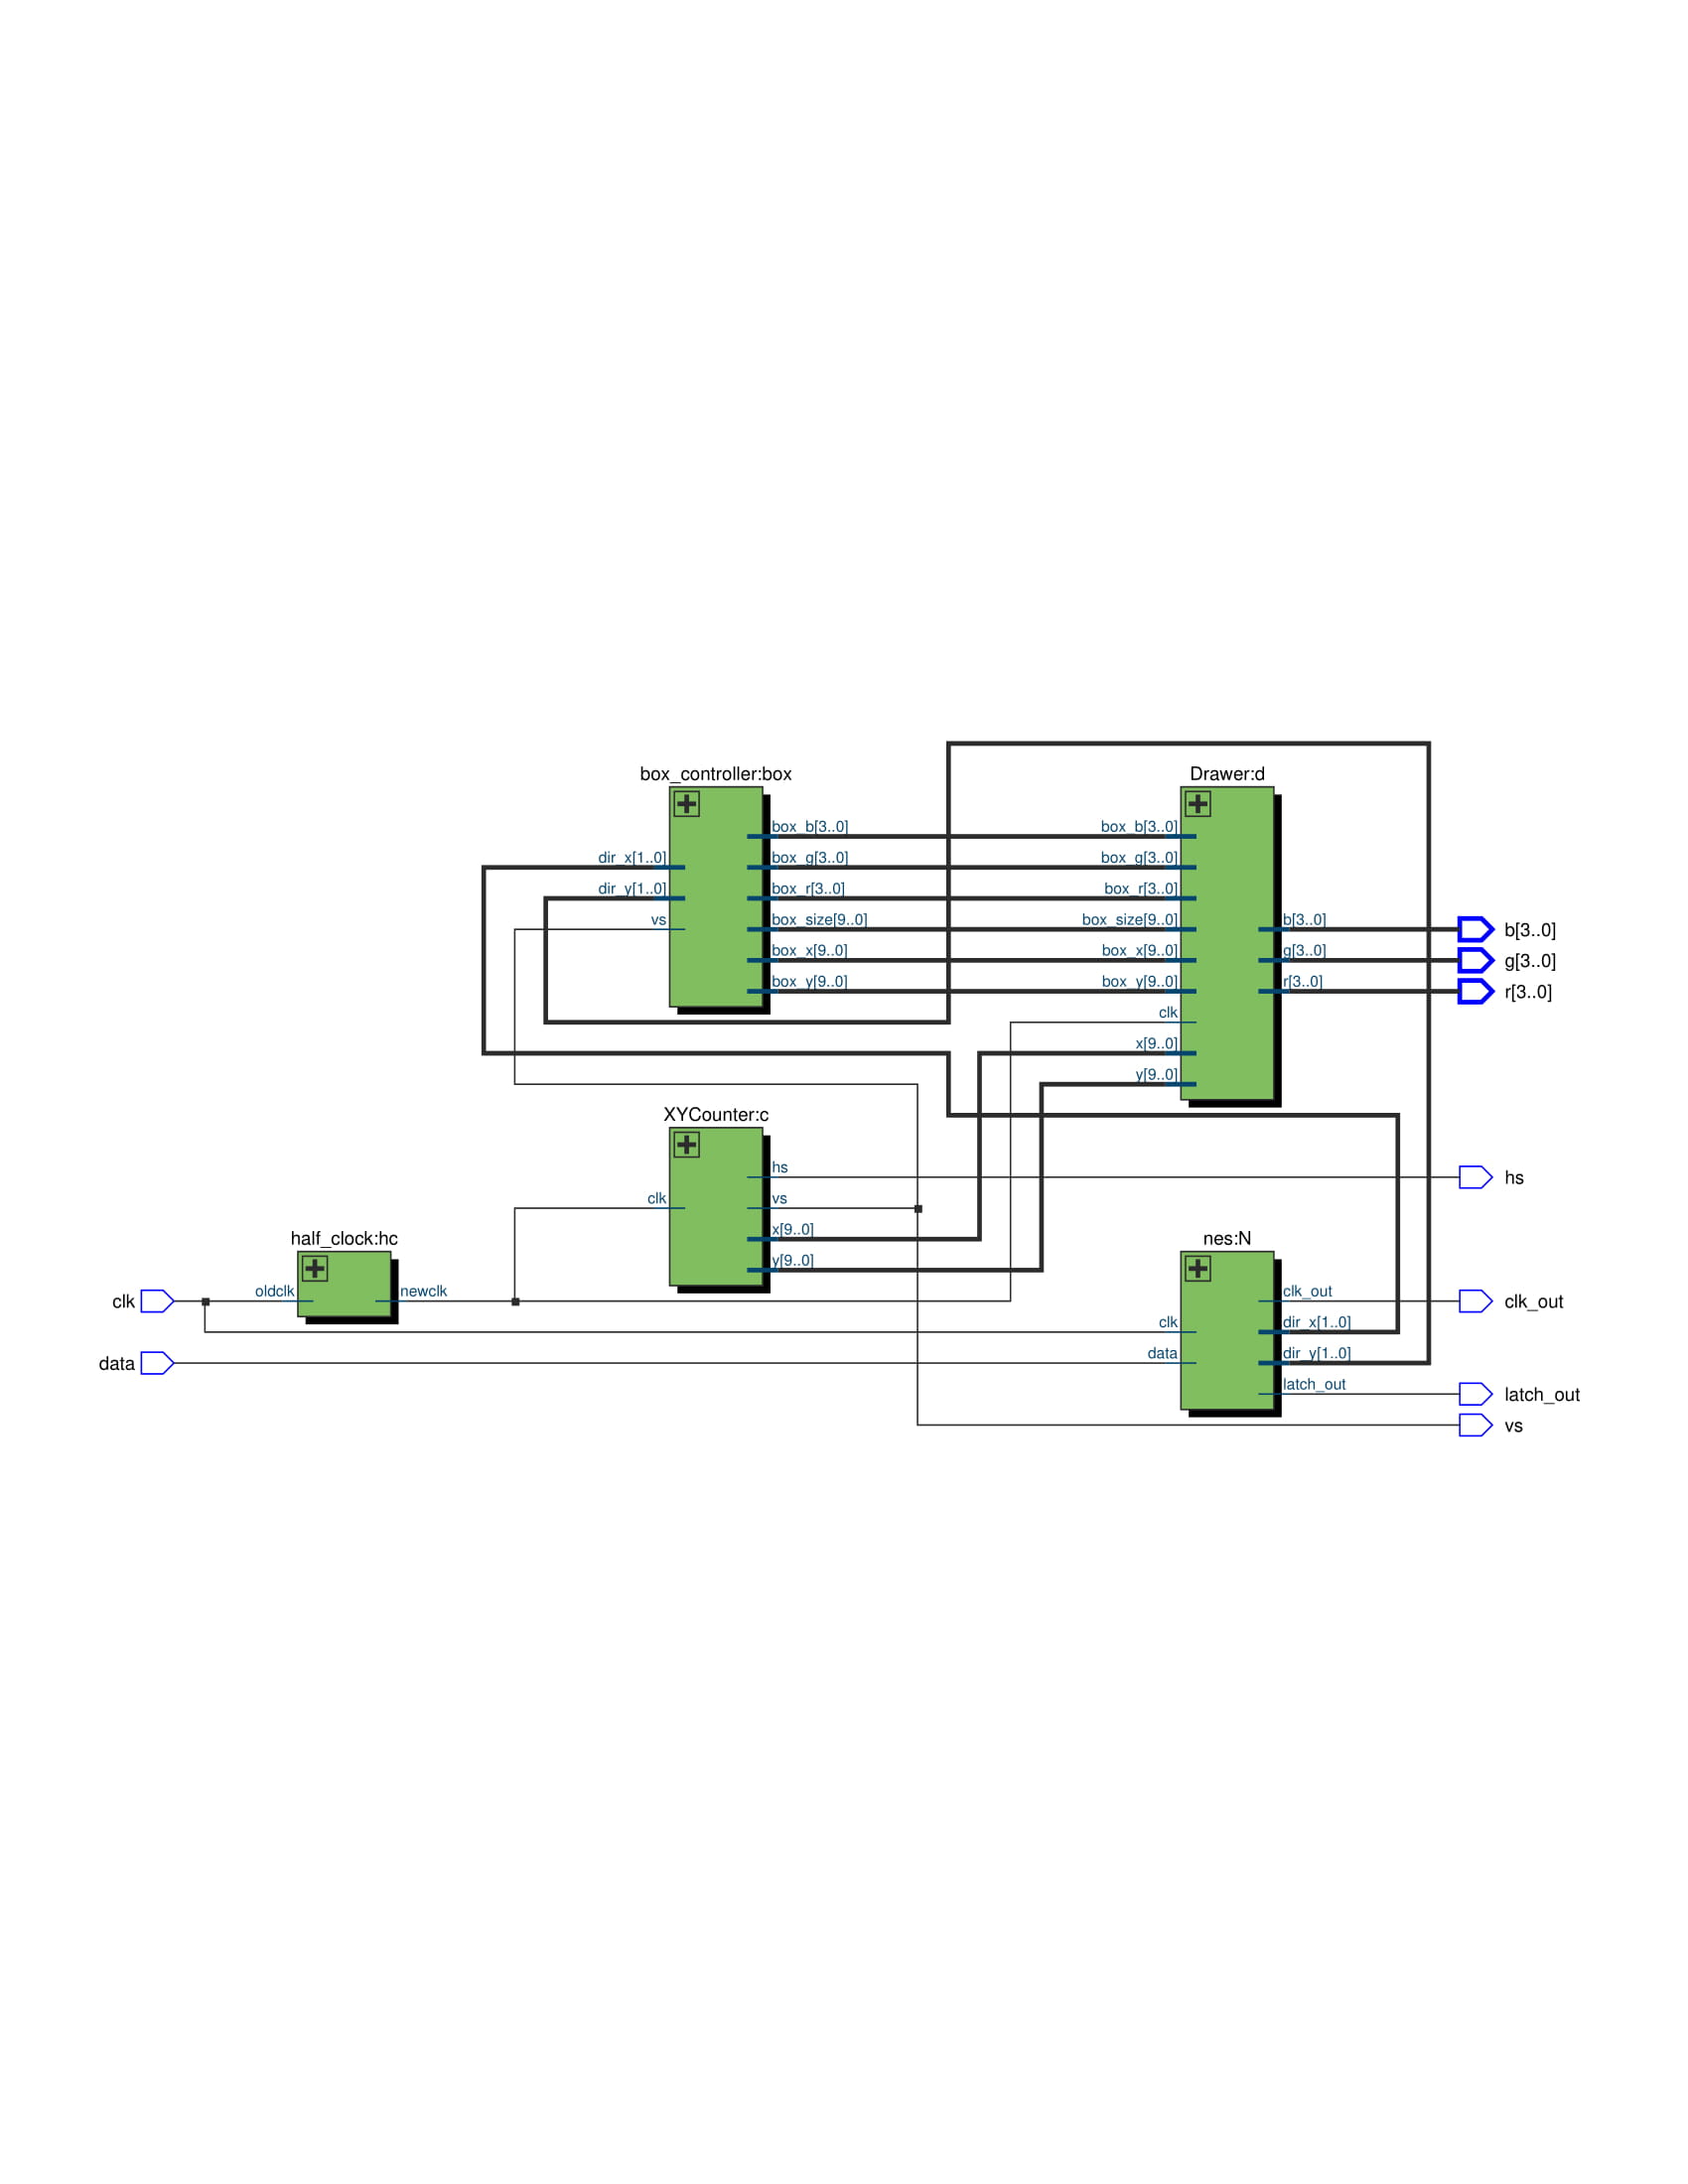 box_controller:box
dir_x[1..0]
dir_y[1..0]
vs
box_b[3..0]
box_g[3..0]
box_r[3..0]
box_size[9..0]
box_x[9..0]
box_y[9..0]
Drawer:d
box_b[3..0]
box_g[3..0]
box_r[3..0]
box_size[9..0]
box_x[9..0]
box_y[9..0]
clk
x[9..0]
y[9..0]
b[3..0]
g[3..0]
r[3..0]
b[3..0]
g[3..0]
r[3..0]
XYCounter:c
clk
hs
vs
x[9..0]
y[9..0]
hs
half_clock:hc
clk
oldclk
newclk
data
nes:N
clk
data
clk_out
dir_x[1..0]
dir_y[1..0]
latch_out
clk_out
latch_out
vs